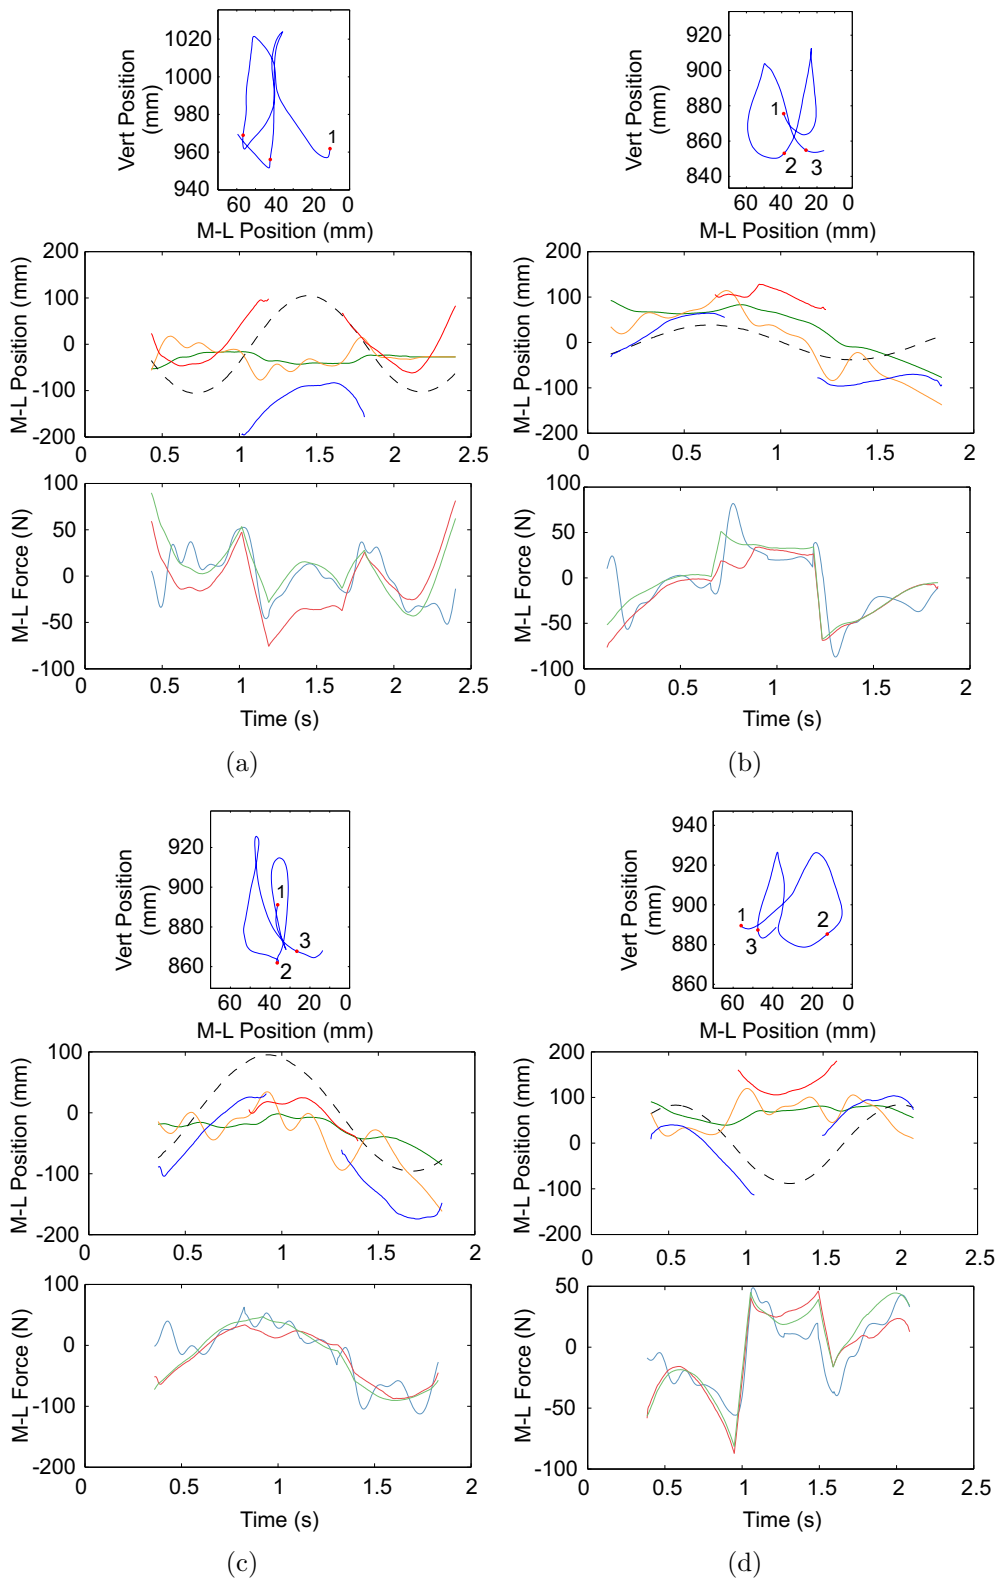 1020
1000
980
960
940
Vert Position
(mm)
1
60 40 20 0
M-L Position (mm)
920
900
880
860
840
Vert Position
(mm)
1
2 3
60 40 20 0
M-L Position (mm)
200
100
0
-100
-200
M-L Position (mm)
0 0.5 1 1.5 2 2.5
200
100
0
-100
-200
M-L Position (mm)
0 0.5 1 1.5 2
100
50
0
-50
-100
M-L Force (N)
0 0.5 1 1.5 2 2.5
Time (s)
100
50
0
-50
-100
M-L Force (N)
0 0.5 1 1.5 2
Time (s)
(a)
(b)
920
900
880
860
Vert Position
(mm)
1
3
2
60 40 20 0
M-L Position (mm)
940
920
900
880
860
Vert Position
(mm)
1
2
3
60 40 20 0
M-L Position (mm)
100
0
-100
-200
M-L Position (mm)
0 0.5 1 1.5 2
200
100
0
-100
-200
M-L Position (mm)
0 0.5 1 1.5 2 2.5
100
0
-100
-200
M-L Force (N)
0 0.5 1 1.5 2
Time (s)
50
0
-50
-100
M-L Force (N)
0 0.5 1 1.5 2 2.5
Time (s)
(c)
(d)